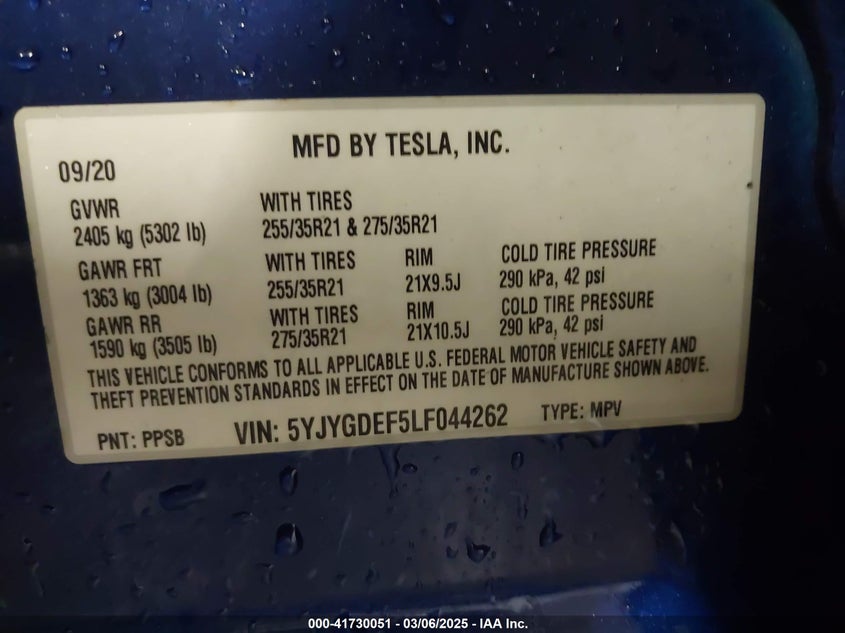 MFD BY TESLA, INC.
09/20
GVWR
2405 kg (5302 lb)
WITH TIRES
255/35R21 & 275/35R21
GAWR FRT
1363 kg (3004 lb)
WITH TIRES
255/35R21
RIM
21X9.5J
COLD TIRE PRESSURE
290 kPa, 42 psi
GAWR RR
1590 kg (3505 lb)
WITH TIRES
275/35R21
RIM
21X10.5J
COLD TIRE PRESSURE
290 kPa, 42 psi
THIS VEHICLE CONFORMS TO ALL APPLICABLE U.S. FEDERAL MOTOR VEHICLE SAFETY AND
THEFT PREVENTION STANDARDS IN EFFECT ON THE DATE OF MANUFACTURE SHOWN ABOVE.
PNT: PPSB VIN: 5YJYGDEF5LF044262 TYPE: MPV
000-41730051 - 03/06/2025 - IAA Inc.